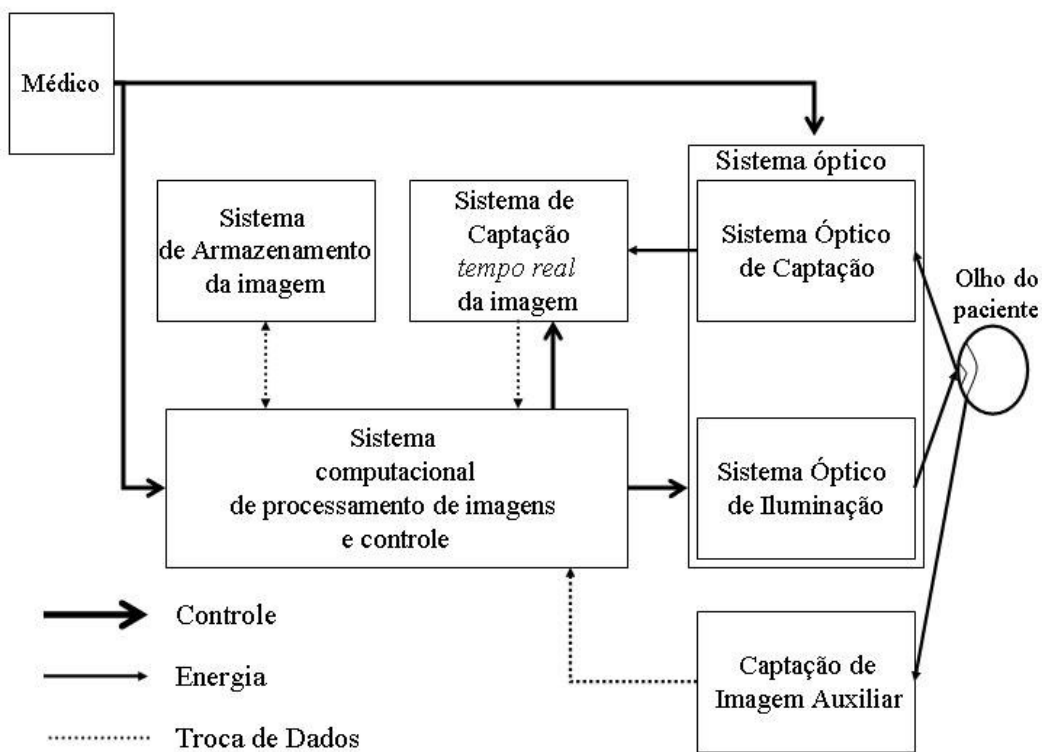 Médico
Sistema óptico
Sistema
de Armazenamento
da imagem
Sistema de
Captação
tempo real
da imagem
Sistema Óptico
de Captação
Olho do
paciente
Sistema
computacional
de processamento de imagens
e controle
Sistema Óptico
de Iluminação
Controle
Energia
Troca de Dados
Captação de
Imagem Auxiliar